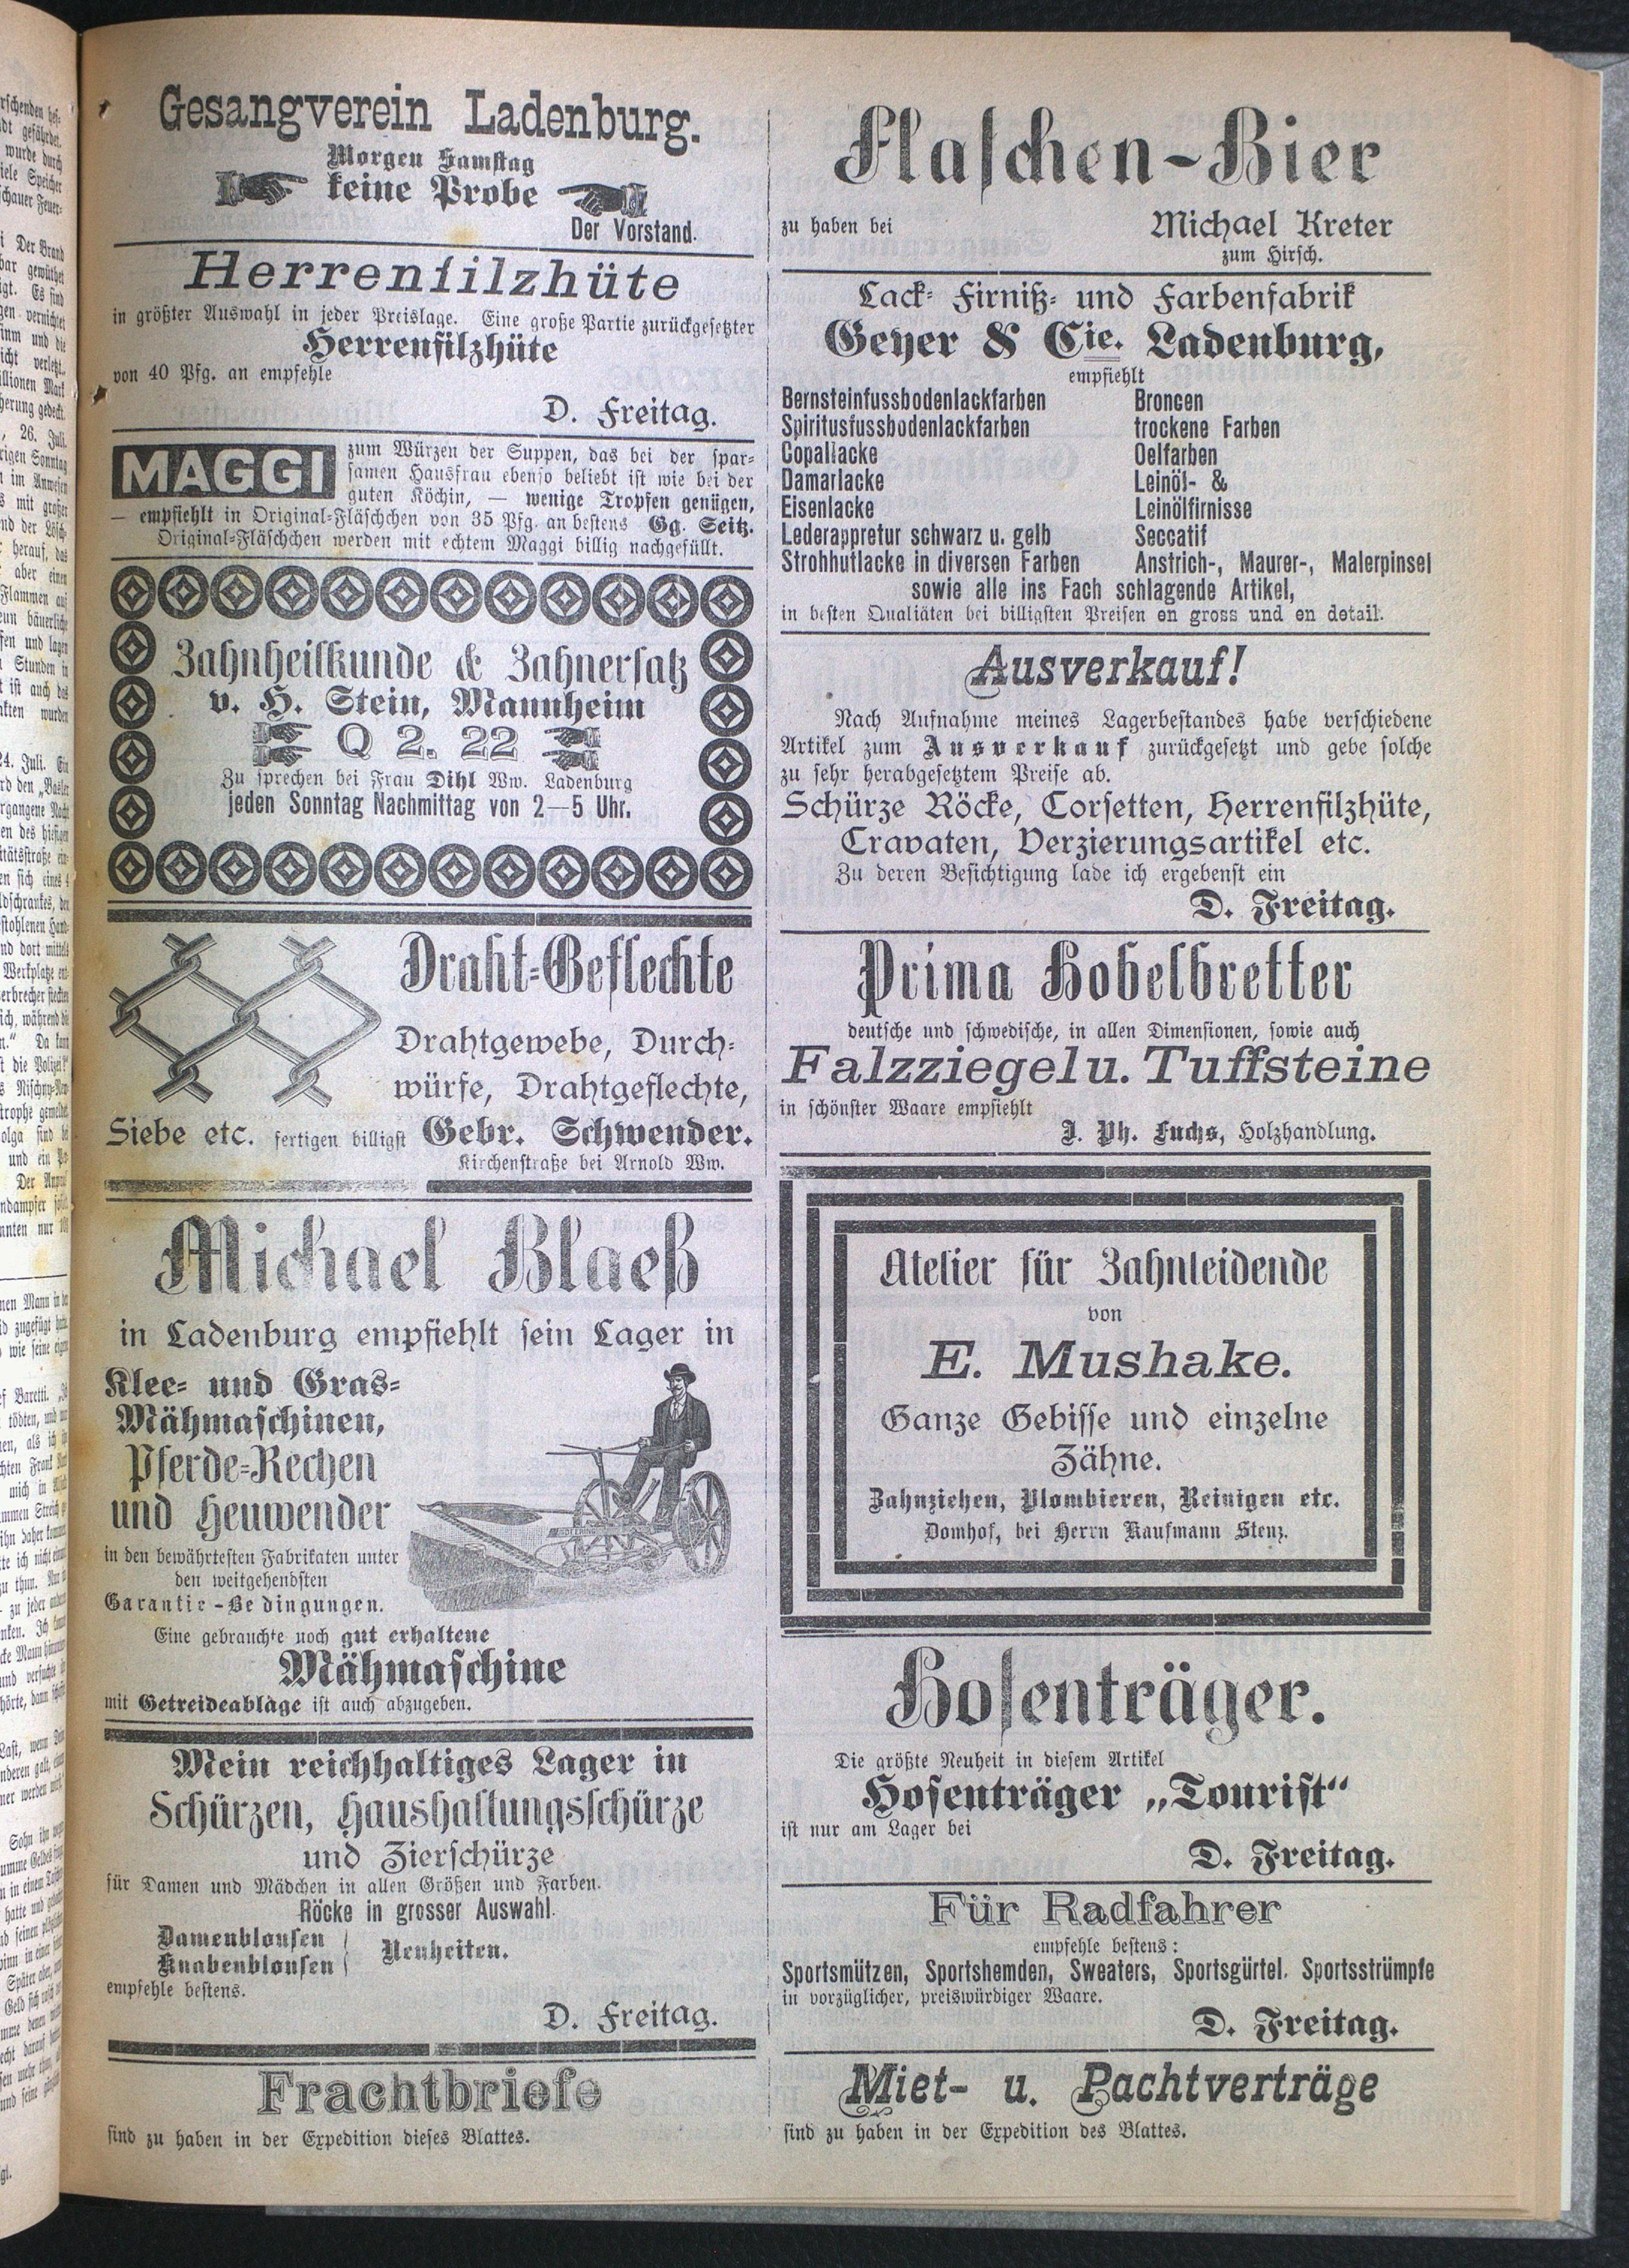 Gesangverein Ladenburg.
Morgen Samstag
keine Probe
Der Vorstand.
Herrenfilzhüte
in größter Auswahl in jeder Preislage. Eine große Partie zurückgesetzter
Herrenfilzhüte
von 40 Pfg. an empfehle
D. Freitag.
MAGGI zum Würzen der Suppen, das bei der spar-
samen Hausfrau ebenso beliebt ist wie bei der
guten Köchin, — wenige Tropfen genügen,
— empfiehlt in Original-Fläschchen von 35 Pfg. an bestens Gg. Seitz.
Original-Fläschchen werden mit echtem Maggi billig nachgefüllt.
Zahnheilkunde & Zahnersatz
v. H. Stein, Mannheim
Q 2. 22
Zu sprechen bei Frau Dihl Ww. Ladenburg
jeden Sonntag Nachmittag von 2—5 Uhr.
Draht-Geflechte
Drahtgewebe, Durch-
würfe, Drahtgeflechte,
Siebe etc. fertigen billigst Gebr. Schwender.
Kirchenstraße bei Arnold Ww.
Michael Blaeß
in Ladenburg empfiehlt sein Lager in
Klee- und Gras-
Mähmaschinen,
Pferde-Rechen
und Heuwender
in den bewährtesten Fabrikaten unter
den weitgehendsten
Garantie-Bedingungen.
Eine gebrauchte noch gut erhaltene
Mähmaschine
mit Getreideablage ist auch abzugeben.
Mein reichhaltiges Lager in
Schürzen, Haushaltungsschürze
und Zierschürze
für Damen und Mädchen in allen Größen und Farben.
Röcke in grosser Auswahl.
Damenblousen
Knabenblousen
Neuheiten.
empfehle bestens.
D. Freitag.
Frachtbriefe
sind zu haben in der Expedition dieses Blattes.
Flaschen-Bier
zu haben bei Michael Kreter
zum Hirsch.
Lack- Firniß- und Farbenfabrik
Geyer & Cie. Ladenburg,
empfiehlt
Bernsteinfussbodenlackfarben Broncen
Spiritusfussbodenlackfarben trockene Farben
Copallacke Oelfarben
Damarlacke Leinöl- &
Eisenlacke Leinölfirnisse
Lederappretur schwarz u. gelb Seccatif
Strohhutlacke in diversen Farben Anstrich-, Maurer-, Malerpinsel
sowie alle ins Fach schlagende Artikel,
in besten Qualiäten bei billigsten Preisen en gross und en detail.
Ausverkauf!
Nach Aufnahme meines Lagerbestandes habe verschiedene
Artikel zum Ausverkauf zurückgesetzt und gebe solche
zu sehr herabgesetztem Preise ab.
Schürze Röcke, Corsetten, Herrenfilzhüte,
Cravaten, Verzierungsartikel etc.
Zu deren Besichtigung lade ich ergebenst ein
D. Freitag.
Prima Hobelbretter
deutsche und schwedische, in allen Dimensionen, sowie auch
Falzziegel u. Tuffsteine
in schönster Waare empfiehlt
J. Ph. Fuchs, Holzhandlung.
Atelier für Zahnleidende
von
E. Mushake.
Ganze Gebisse und einzelne
Zähne.
Zahnziehen, Plombieren, Reinigen etc.
Domhof, bei Herrn Kaufmann Stenz.
Hosenträger.
Die größte Neuheit in diesem Artikel
Hosenträger „Tourist“
ist nur am Lager bei
D. Freitag.
Für Radfahrer
empfehle bestens:
Sportsmützen, Sportshemden, Sweaters, Sportsgürtel. Sportsstrümpfe
in vorzüglicher, preiswürdiger Waare.
D. Freitag.
Miet- u. Pachtverträge
sind zu haben in der Expedition des Blattes.